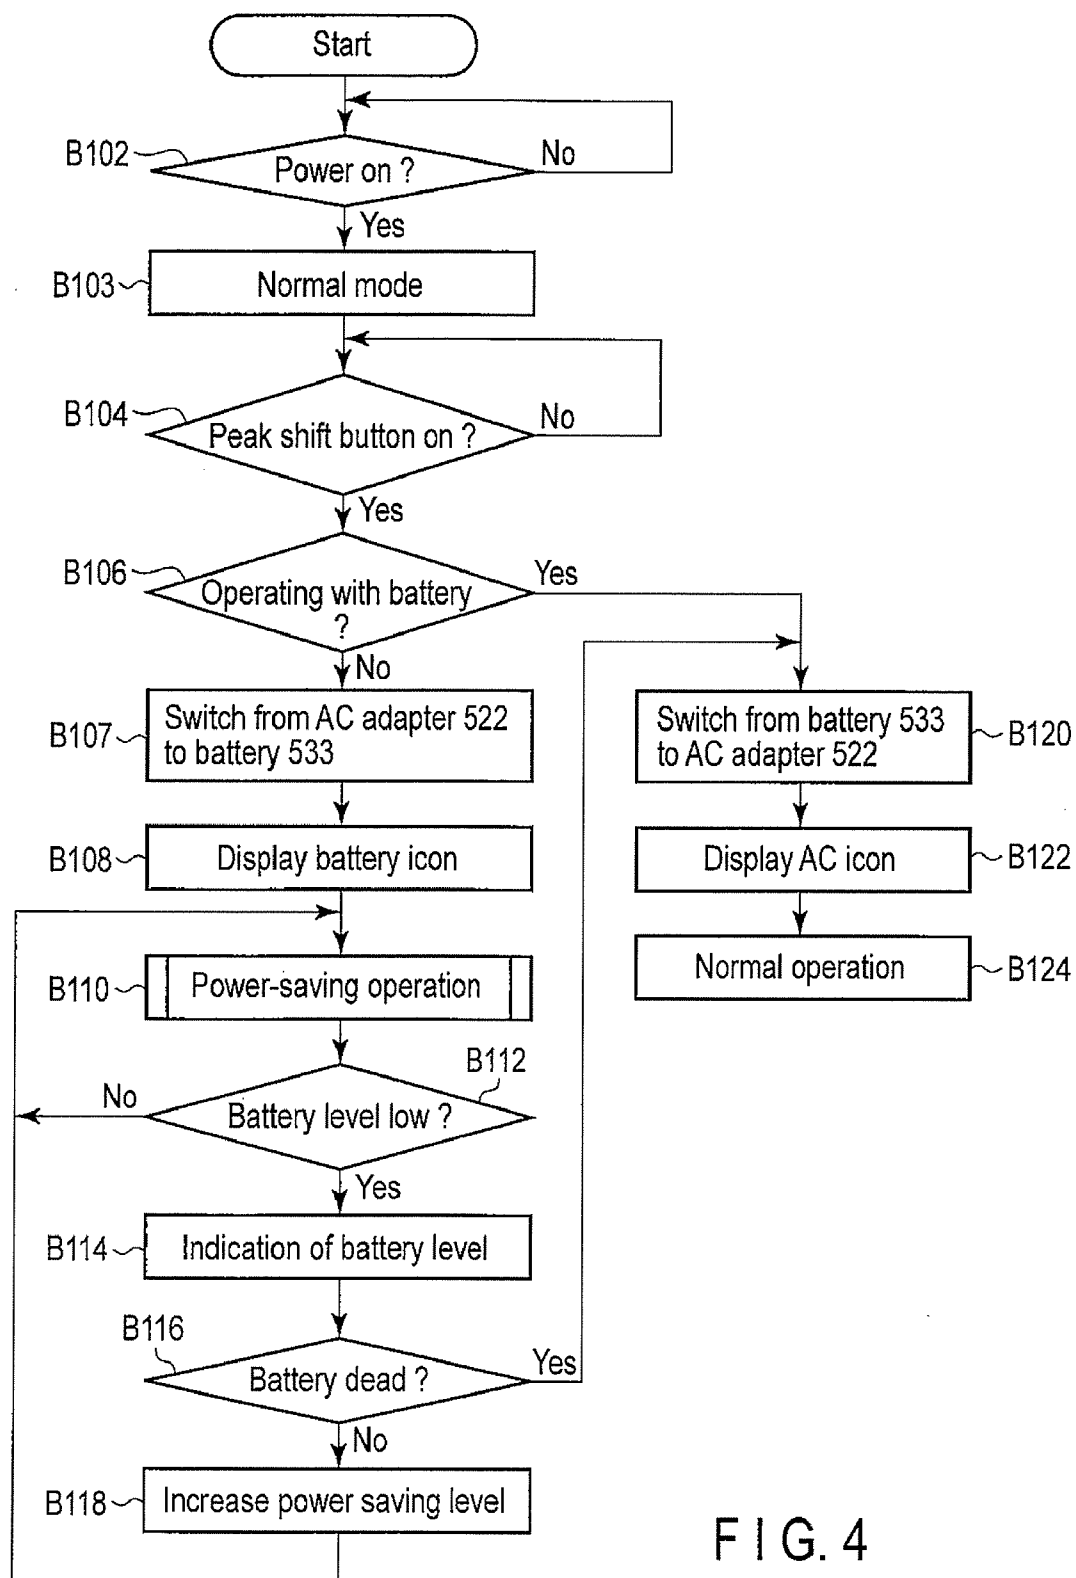 Start
B102
Power on ?
No
Yes
B103
Normal mode
B104
Peak shift button on ?
No
Yes
B106
Operating with battery
?
Yes
No
B107
Switch from AC adapter 522
to battery 533
Switch from battery 533
to AC adapter 522
B120
B108
Display battery icon
Display AC icon
B122
B110
Power-saving operation
Normal operation
B124
B112
No
Battery level low ?
Yes
B114
Indication of battery level
B116
Battery dead ?
Yes
No
B118
Increase power saving level
FIG. 4